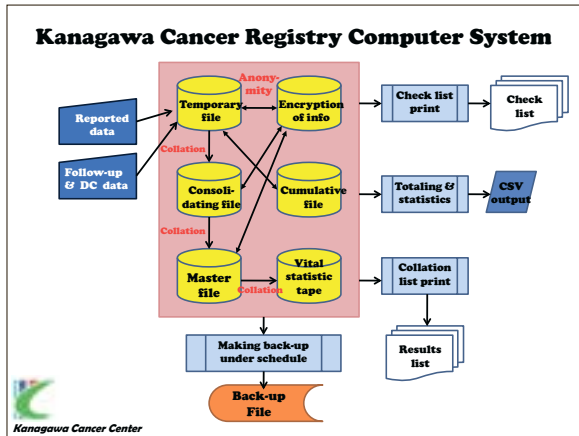 Kanagawa Cancer Registry Computer System
Anony-
mity
Reported
data
Temporary
file
Encryption
of info
Check list
print
Check
list
Collation
Follow-up
& DC data
Consoli-
dating file
Cumulative
file
Totaling &
statistics
CSV
output
Collation
Master
file
Collation
Vital
statistic
tape
Collation
list print
Making back-up
under schedule
Results
list
Back-up
File
Kanagawa Cancer Center